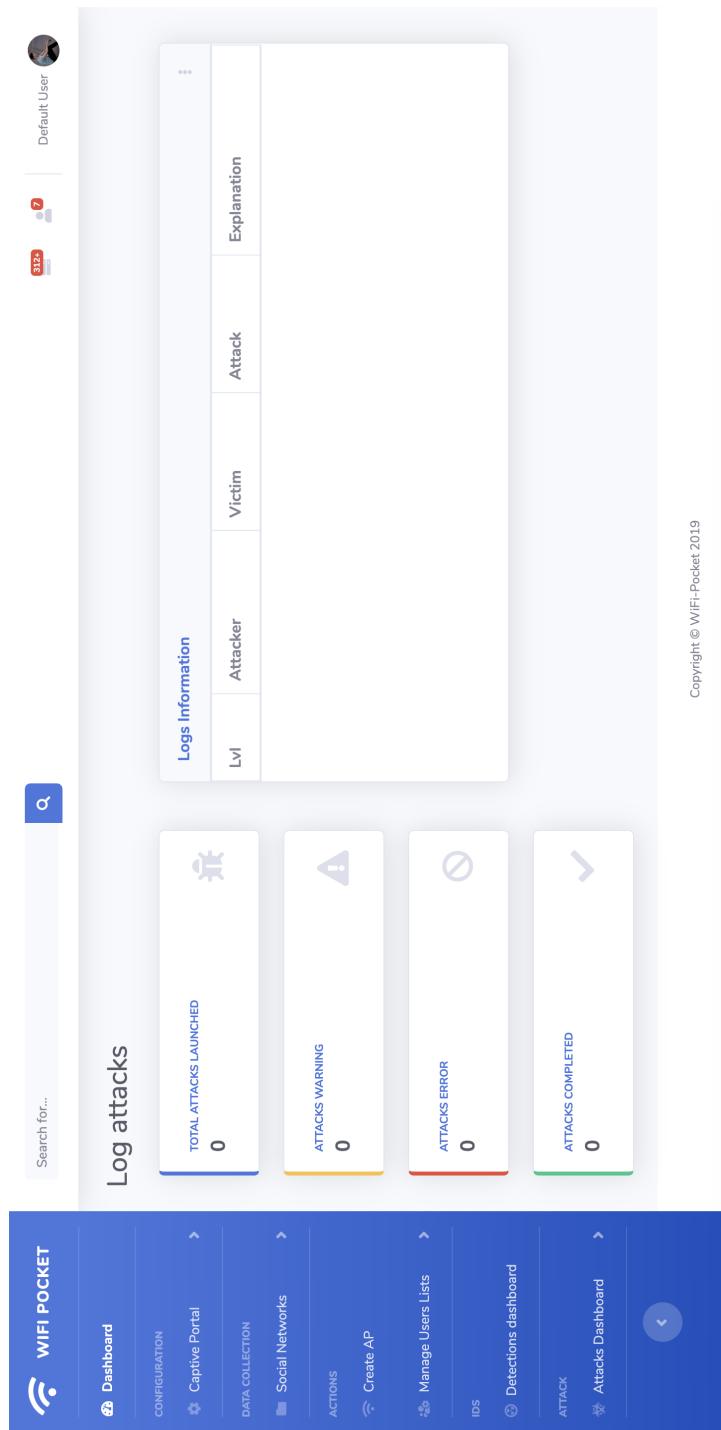 WIFI POCKET
Dashboard
CONFIGURATION
Captive Portal
DATA COLLECTION
Social Networks
ACTIONS
Create AP
Manage Users Lists
IDS
Detections dashboard
ATTACK
Attacks Dashboard
Search for...
312+
7
Default User
Log attacks
TOTAL ATTACKS LAUNCHED
0
ATTACKS WARNING
0
ATTACKS ERROR
0
ATTACKS COMPLETED
0
Logs Information
Lvl Attacker Victim Attack Explanation
Copyright © WiFi-Pocket 2019